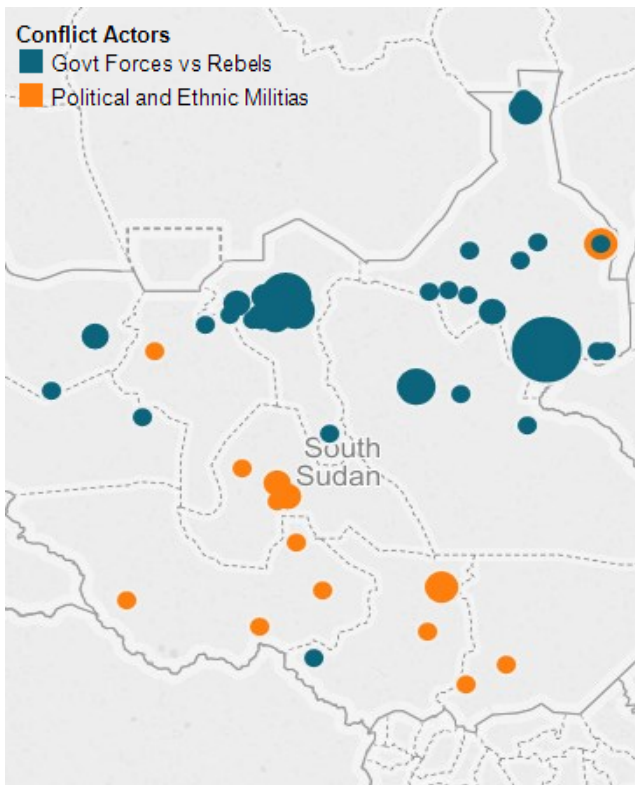 Conflict Actors
Govt Forces vs Rebels
Political and Ethnic Militias
South
Sudan